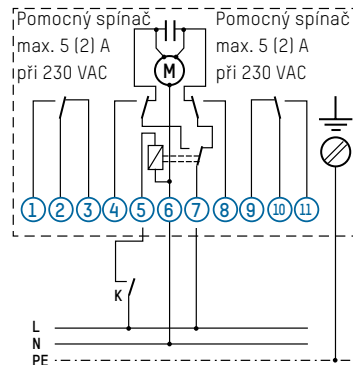 Pomocný spínač
max. 5 (2) A
při 230 VAC
Pomocný spínač
max. 5 (2) A
při 230 VAC
M
1 2 3 4 5 6 7 8 9 10 11
K
L
N
PE